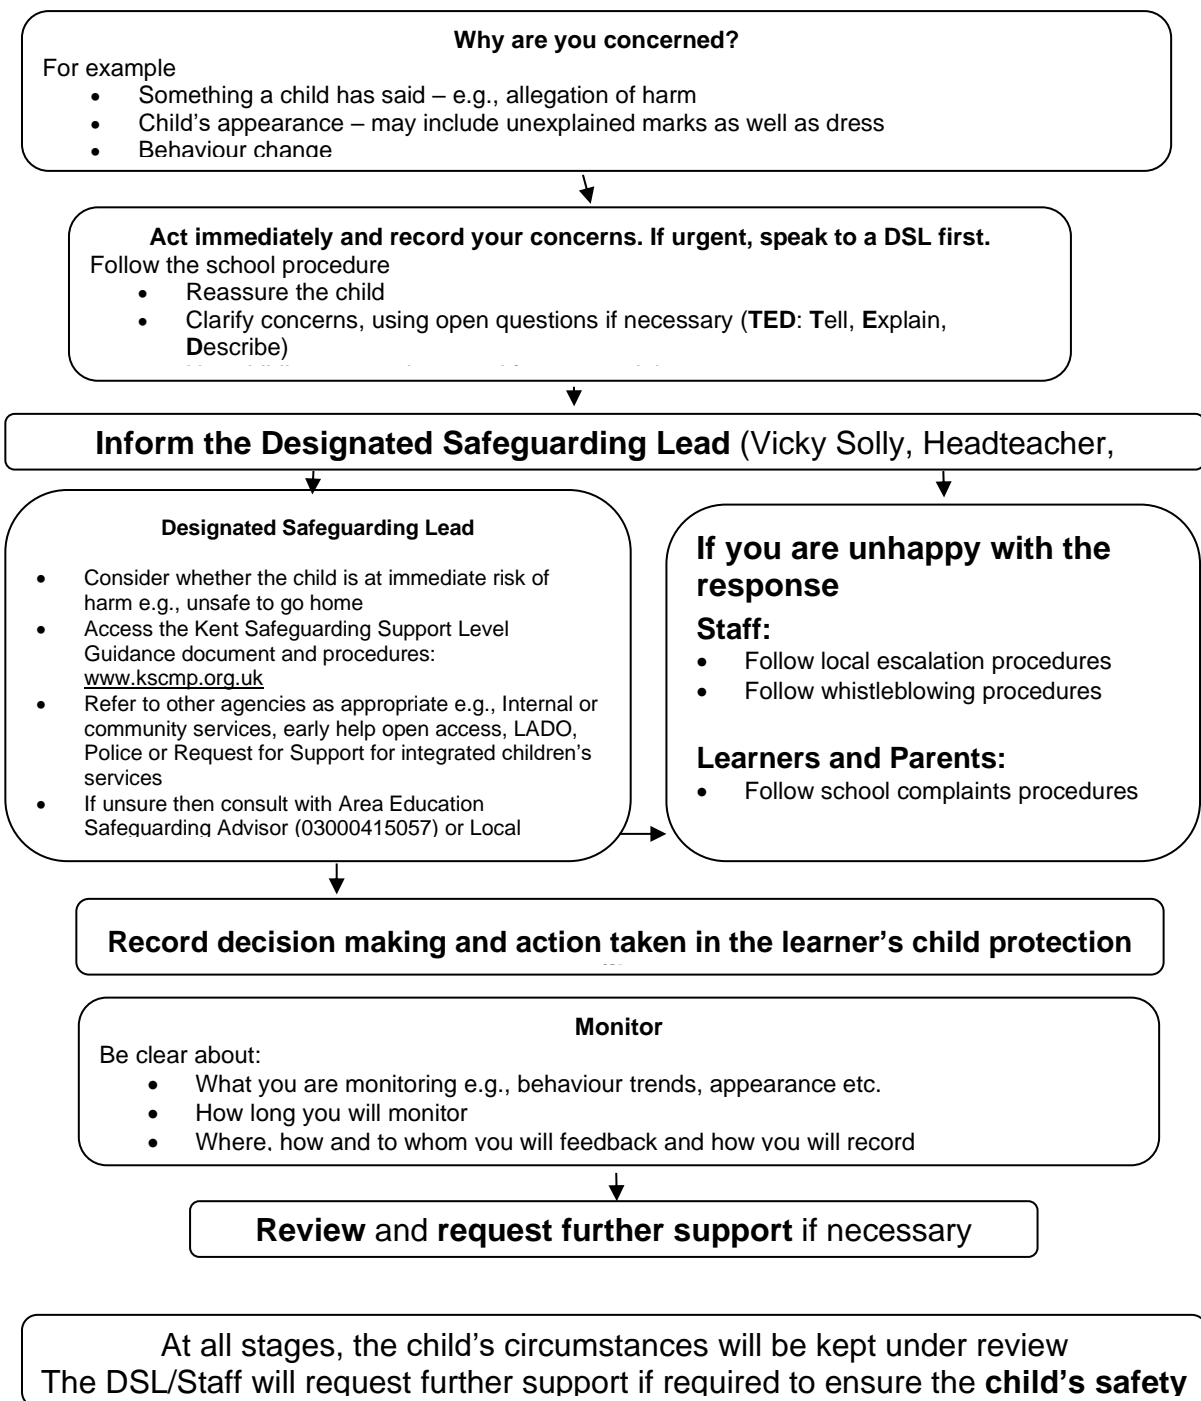 Why are you concerned?
For example
• Something a child has said – e.g., allegation of harm
• Child's appearance – may include unexplained marks as well as dress
• Behaviour change
Act immediately and record your concerns. If urgent, speak to a DSL first.
Follow the school procedure
• Reassure the child
• Clarify concerns, using open questions if necessary (TED: Tell, Explain,
Describe)
Inform the Designated Safeguarding Lead (Vicky Solly, Headteacher,
Designated Safeguarding Lead
• Consider whether the child is at immediate risk of
harm e.g., unsafe to go home
• Access the Kent Safeguarding Support Level
Guidance document and procedures:
www.kscmp.org.uk
• Refer to other agencies as appropriate e.g., Internal or
community services, early help open access, LADO,
Police or Request for Support for integrated children's
services
• If unsure then consult with Area Education
Safeguarding Advisor (03000415057) or Local
If you are unhappy with the
response
Staff:
• Follow local escalation procedures
• Follow whistleblowing procedures
Learners and Parents:
• Follow school complaints procedures
Record decision making and action taken in the learner's child protection
Monitor
Be clear about:
• What you are monitoring e.g., behaviour trends, appearance etc.
• How long you will monitor
• Where, how and to whom you will feedback and how you will record
Review and request further support if necessary
At all stages, the child's circumstances will be kept under review
The DSL/Staff will request further support if required to ensure the child's safety